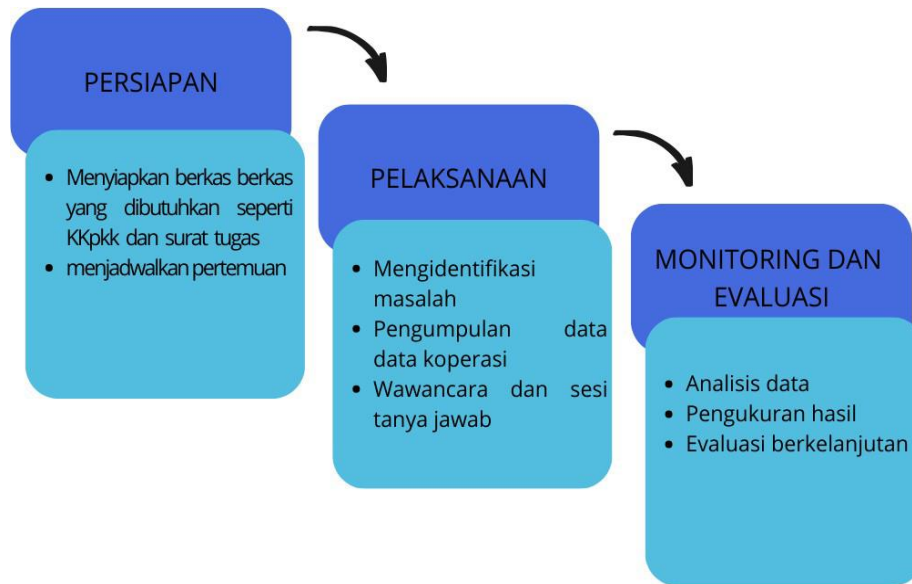 PERSIAPAN
• Menyiapkan berkas berkas
yang dibutuhkan seperti
KKpkk dan surat tugas
• menjadwalkan pertemuan
PELAKSANAAN
• Mengidentifikasi
masalah
• Pengumpulan data
data koperasi
• Wawancara dan sesi
tanya jawab
MONITORING DAN
EVALUASI
• Analisis data
• Pengukuran hasil
• Evaluasi berkelanjutan